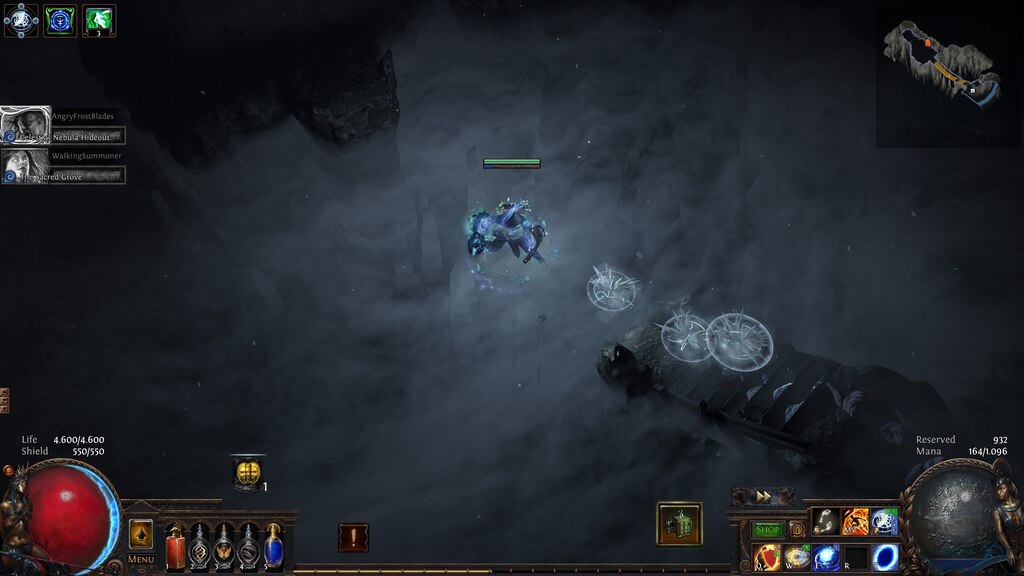 3
AngryFrostBlades
Nebula Hideout
WalkingSummoner
The Sacred Grove
Life 4.600/4.600
Shield 550/550
Reserved 932
Mana 164/1.096
1
SHOP
MENU
1 2 3 4 5
Q W E R